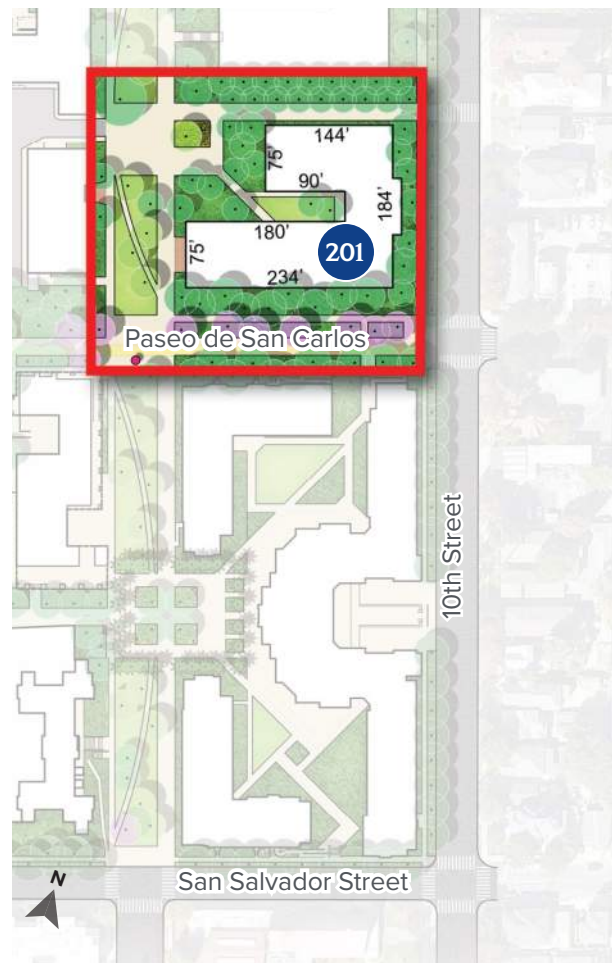 144'
75'
90'
184'
180'
201
75'
234'
Paseo de San Carlos
10th Street
N
San Salvador Street